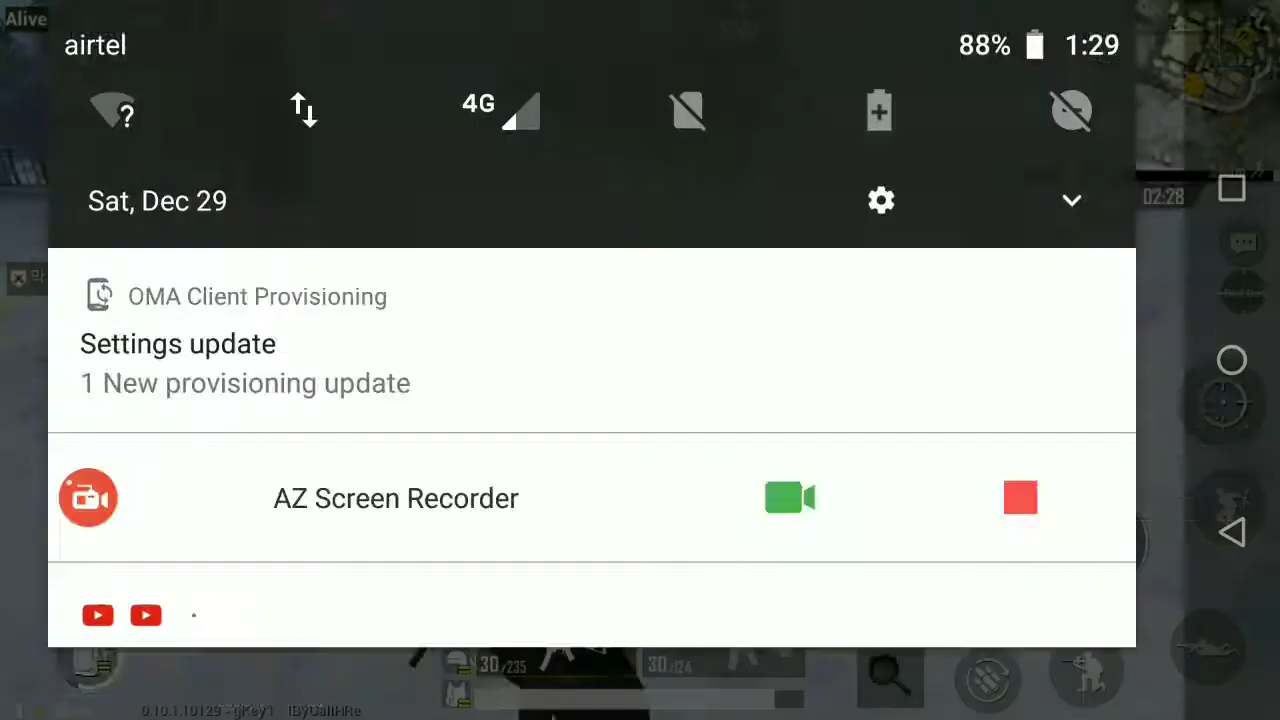 Alive
airtel
88% 1:29
4G
Sat, Dec 29
02:28
OMA Client Provisioning
Settings update
1 New provisioning update
AZ Screen Recorder
30/235
30/124